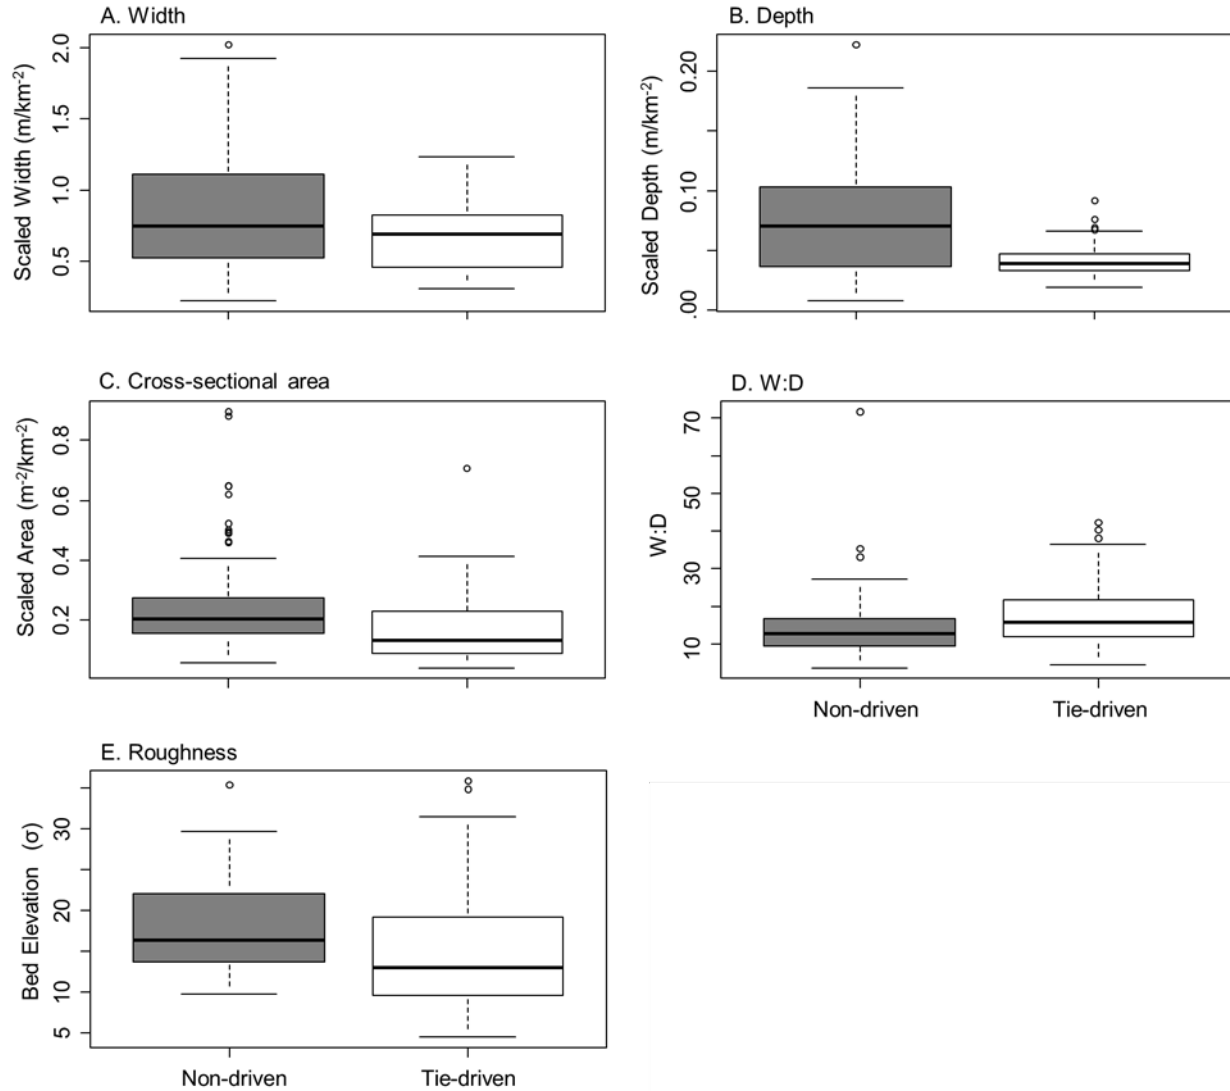 A. Width
Scaled Width (m/km-2)
2.0
1.5
1.0
0.5
B. Depth
Scaled Depth (m/km-2)
0.20
0.10
.00
C. Cross-sectional area
Scaled Area (m-2/km-2)
0.8
0.6
0.4
0.2
D. W:D
W:D
70
50
30
10
Non-driven Tie-driven
E. Roughness
Bed Elevation (σ)
30
20
10
5
Non-driven Tie-driven